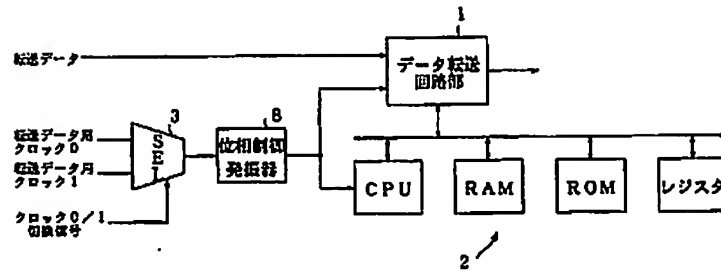 1
転送データ
データ転送
回路部
3
8
転送データ用
クロック0
SEL
位相制御
発振器
転送データ用
クロック1
CPU
RAM
ROM
レジスタ
クロック0/1
切換信号
2